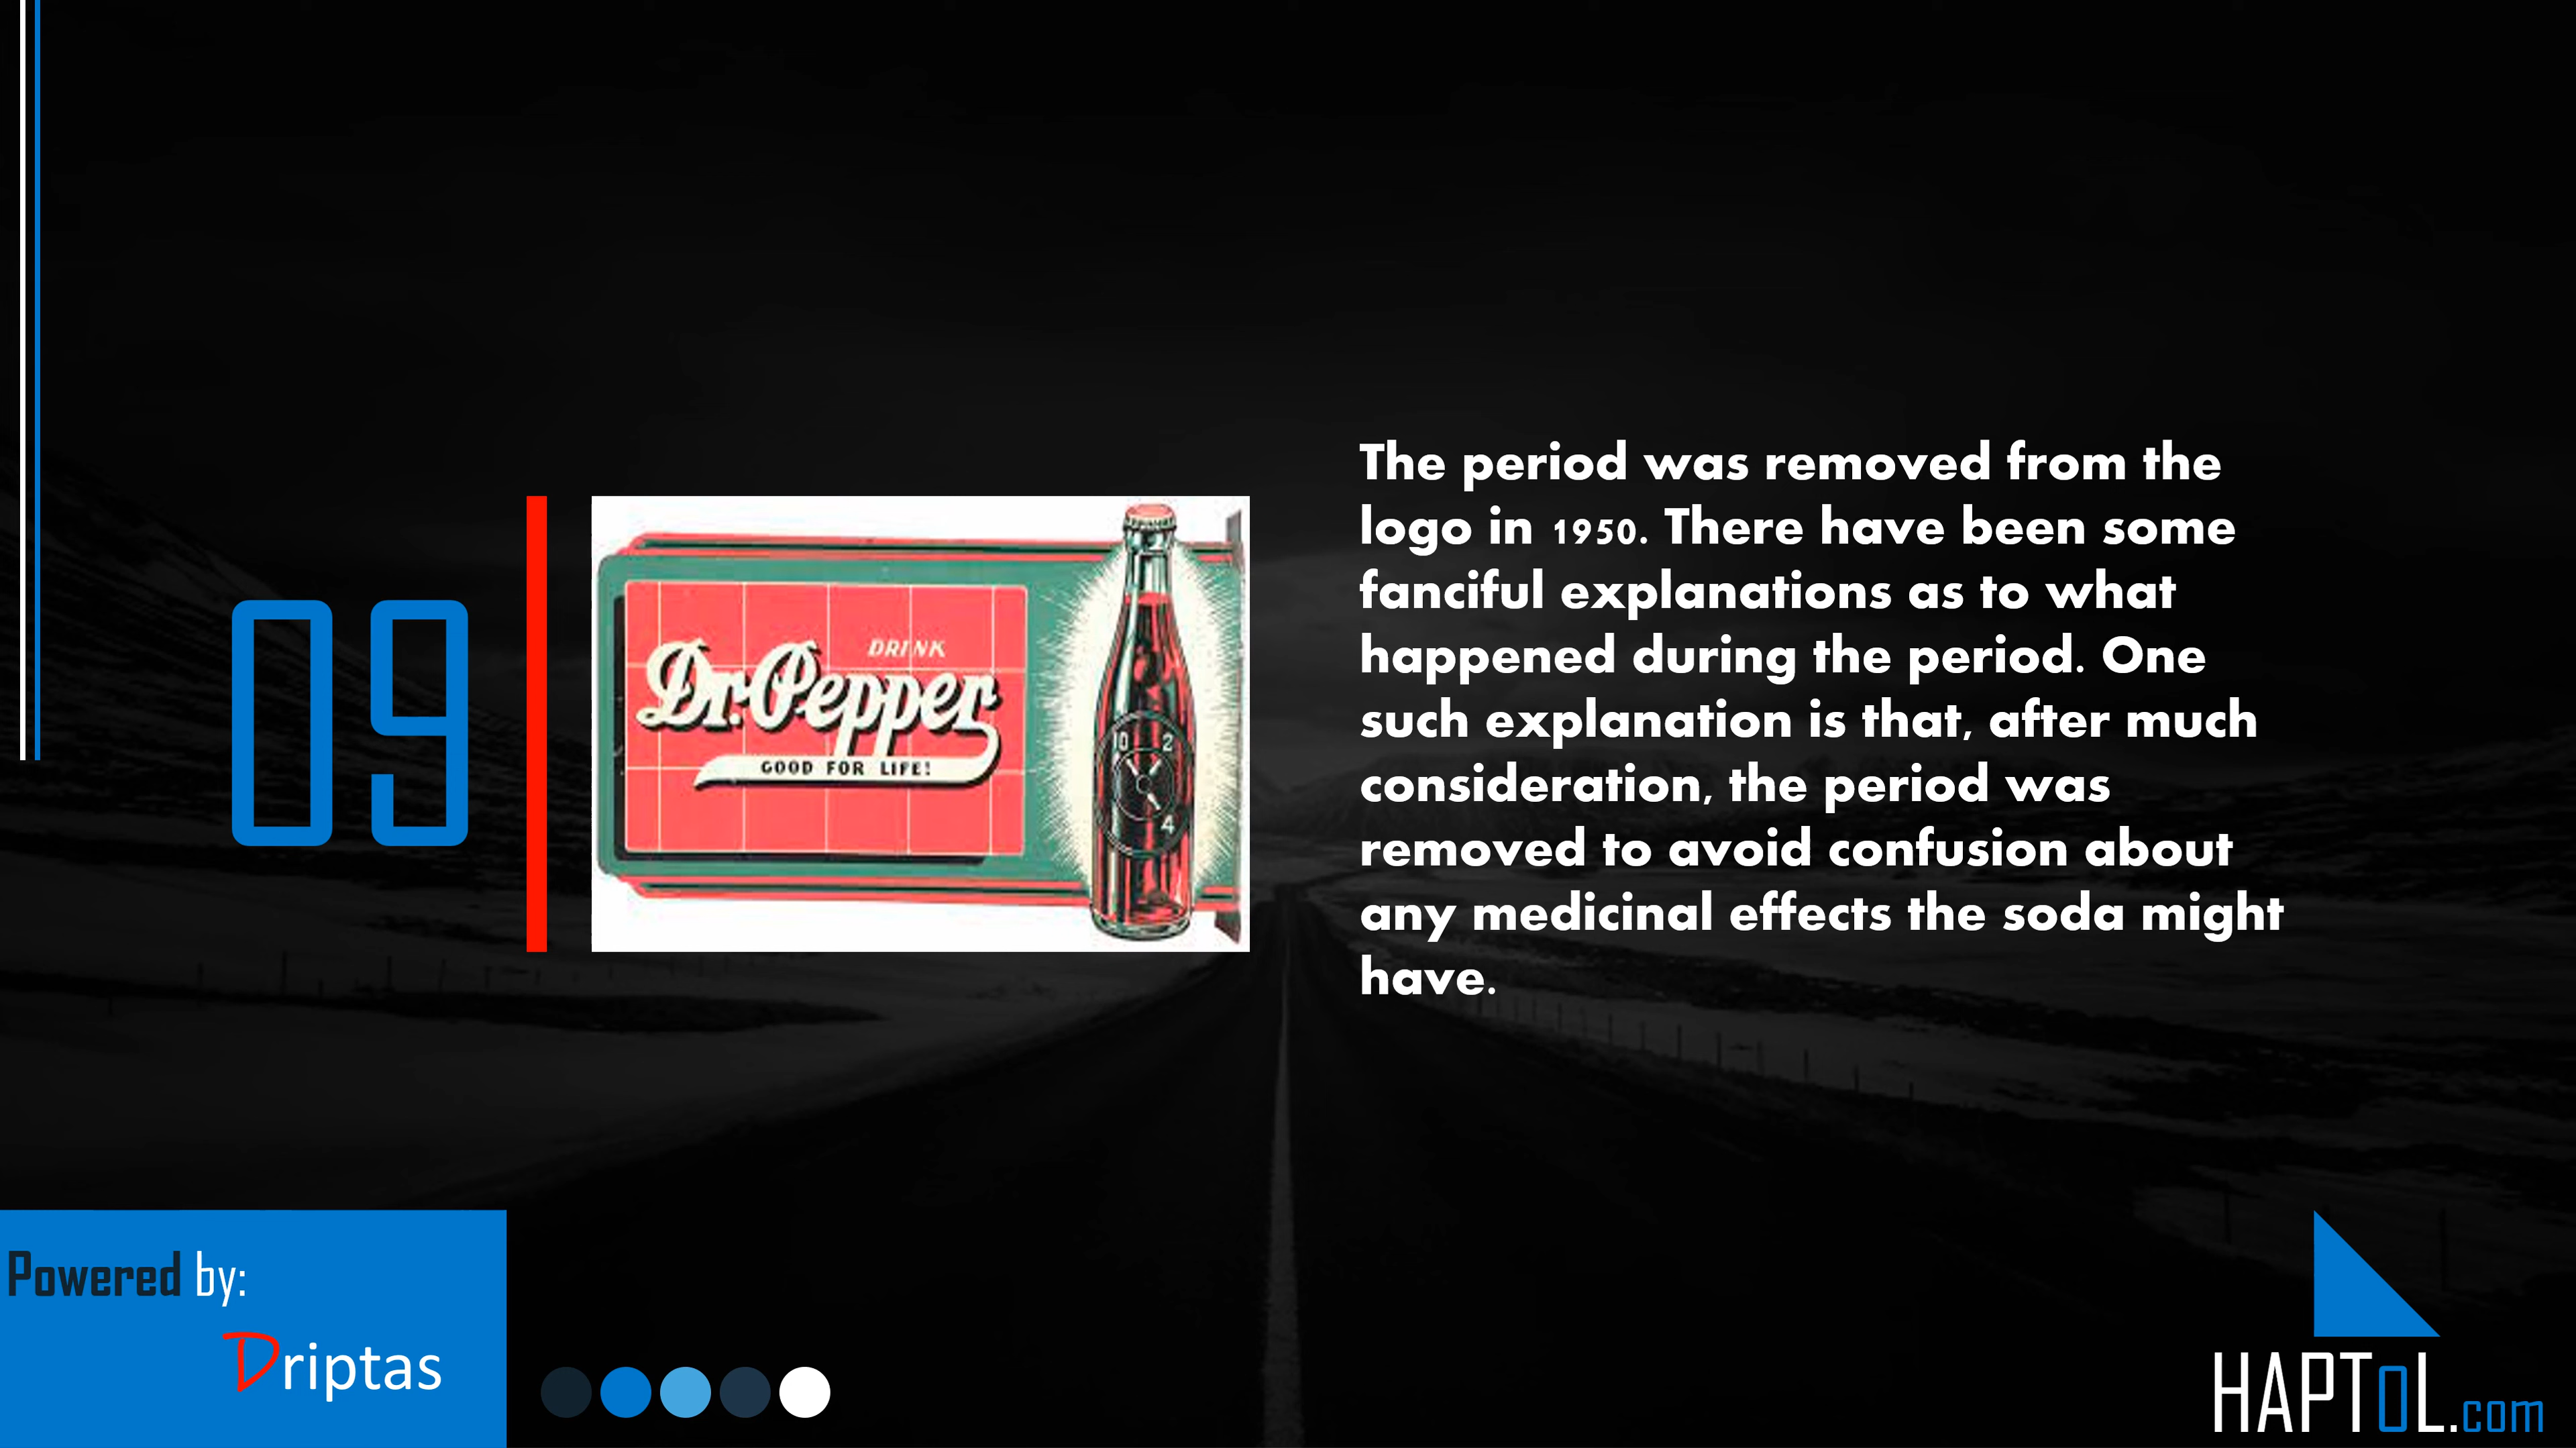 09
DRINK
Dr. Pepper
GOOD FOR LIFE!
10 2
4
The period was removed from the
logo in 1950. There have been some
fanciful explanations as to what
happened during the period. One
such explanation is that, after much
consideration, the period was
removed to avoid confusion about
any medicinal effects the soda might
have.
Powered by:
Driptas
HAPToL.com